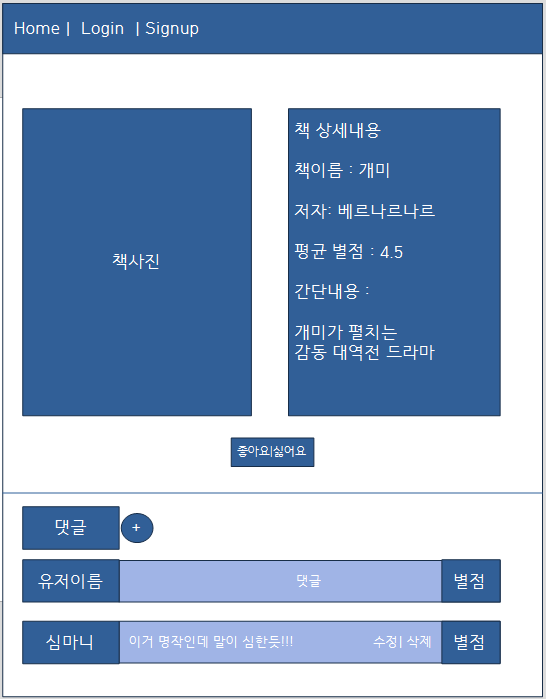 Home | Login | Signup
책사진
책 상세내용
책이름 : 개미
저자: 베르나르나르
평균 별점 : 4.5
간단내용 :
개미가 펼치는
감동 대역전 드라마
좋아요|싫어요
댓글 +
유저이름 댓글 별점
심마니 이거 명작인데 말이 심한듯!!! 수정| 삭제 별점